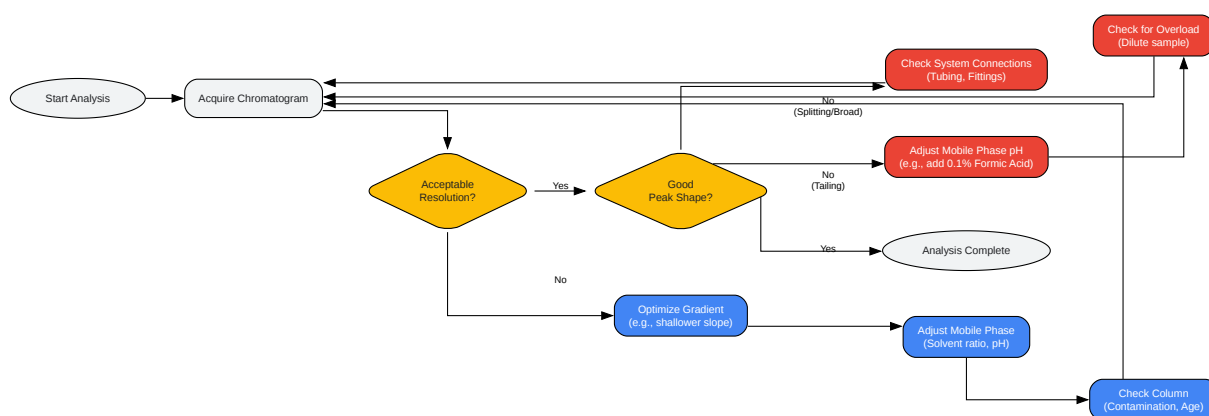 Check for Overload
(Dilute sample)
Check System Connections
(Tubing, Fittings)
Start Analysis
Acquire Chromatogram
No
(Splitting/Broad)
Adjust Mobile Phase pH
(e.g., add 0.1% Formic Acid)
Acceptable
Resolution?
Yes
Good
Peak Shape?
No
(Tailing)
Yes
Analysis Complete
No
Optimize Gradient
(e.g., shallower slope)
Adjust Mobile Phase
(Solvent ratio, pH)
Check Column
(Contamination, Age)